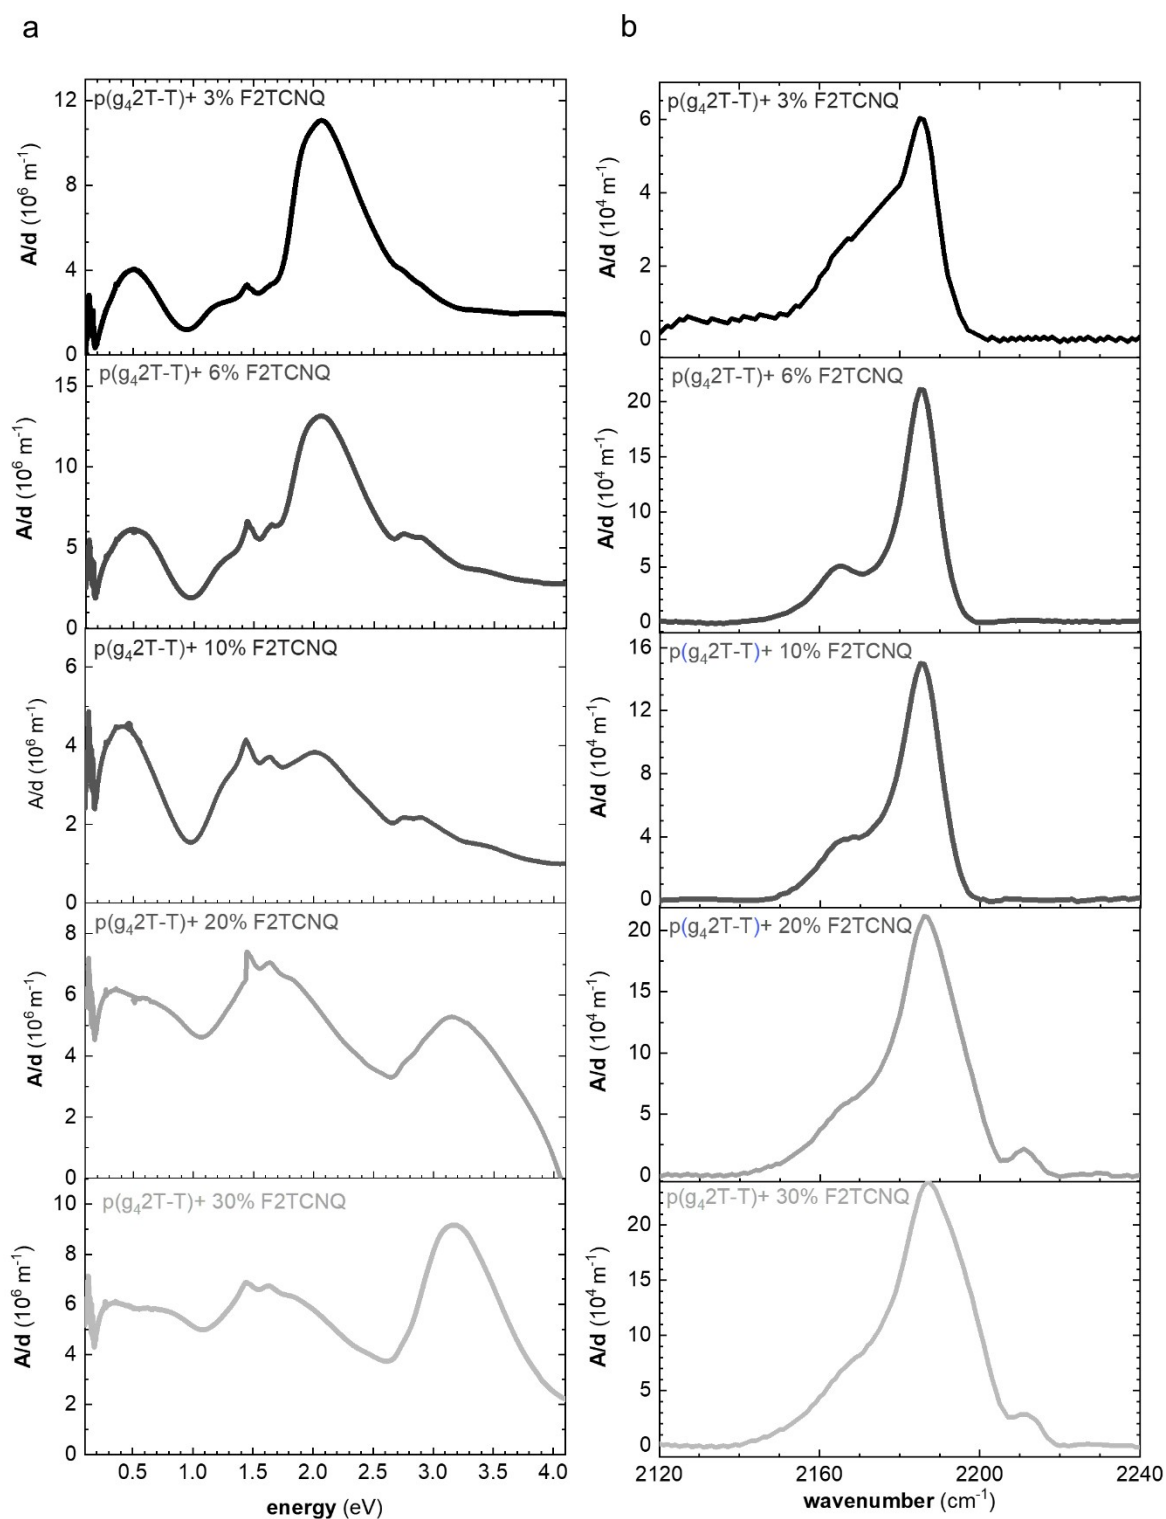 a
p(g₄2T-T)+ 3% F2TCNQ
12
8
4
0
A/d (10⁶ m⁻¹)
p(g₄2T-T)+ 6% F2TCNQ
15
10
5
0
A/d (10⁶ m⁻¹)
p(g₄2T-T)+ 10% F2TCNQ
6
4
2
0
A/d (10⁶ m⁻¹)
p(g₄2T-T)+ 20% F2TCNQ
8
6
4
2
0
A/d (10⁶ m⁻¹)
p(g₄2T-T)+ 30% F2TCNQ
10
8
6
4
2
0
A/d (10⁶ m⁻¹)
0.5 1.0 1.5 2.0 2.5 3.0 3.5 4.0
energy (eV)
b
p(g₄2T-T)+ 3% F2TCNQ
6
4
2
0
A/d (10⁴ m⁻¹)
p(g₄2T-T)+ 6% F2TCNQ
20
15
10
5
0
A/d (10⁴ m⁻¹)
p(g₄2T-T)+ 10% F2TCNQ
16
12
8
4
0
A/d (10⁴ m⁻¹)
p(g₄2T-T)+ 20% F2TCNQ
20
15
10
5
0
A/d (10⁴ m⁻¹)
p(g₄2T-T)+ 30% F2TCNQ
20
15
10
5
0
A/d (10⁴ m⁻¹)
2120 2160 2200 2240
wavenumber (cm⁻¹)